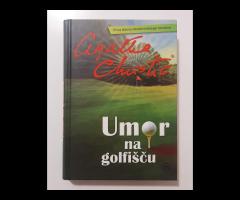 Agatha
Christie
Umor
na
golfišču